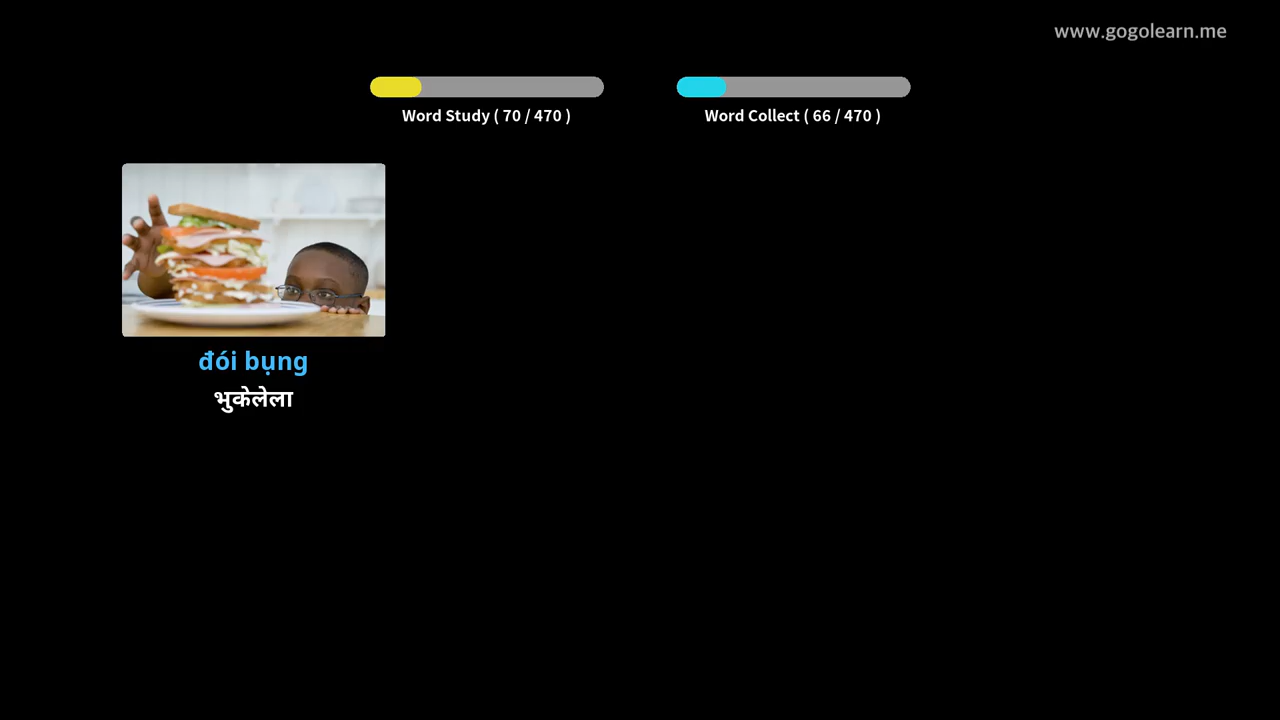 www.gogolearn.me
Word Study ( 70 / 470 )
Word Collect ( 66 / 470 )
đói bụng
भुकेलेला